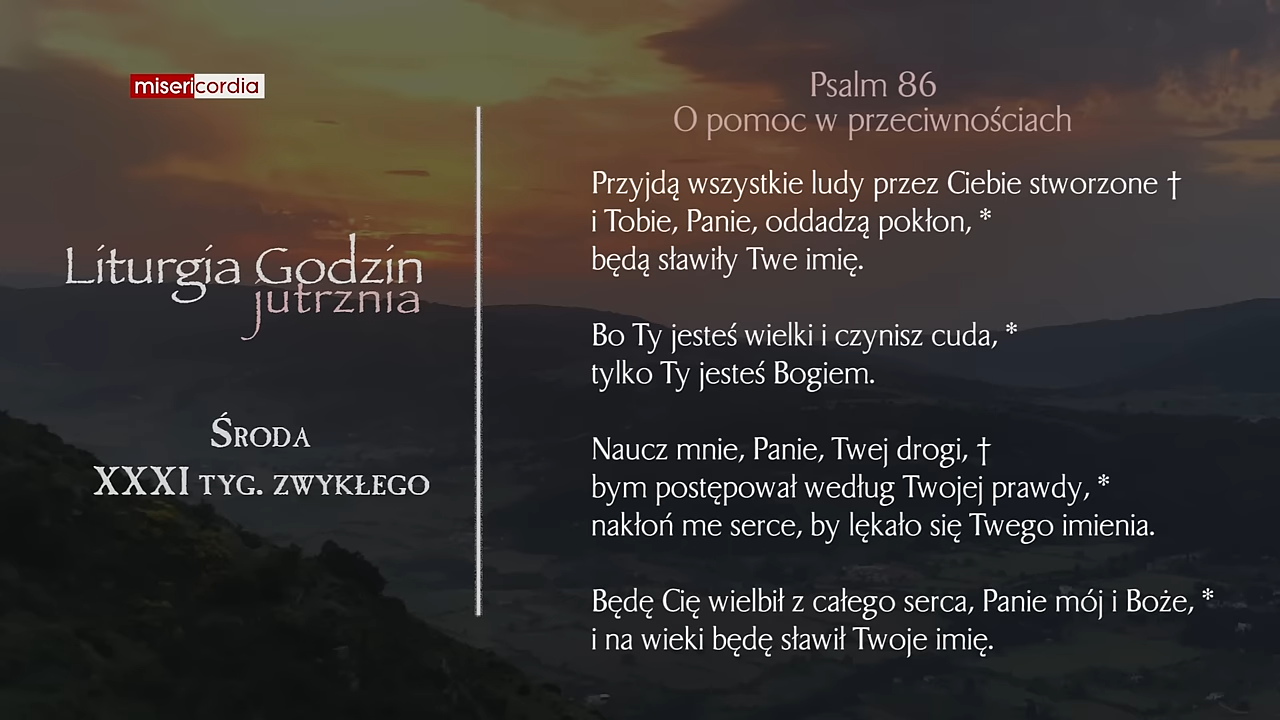 misericordia
Liturgia Godzin
jutrznia
Środa
XXXI tyg. zwykłego
Psalm 86
O pomoc w przeciwnościach
Przyjdą wszystkie ludy przez Ciebie stworzone †
i Tobie, Panie, oddadzą pokłon, *
będą sławiły Twe imię.
Bo Ty jesteś wielki i czynisz cuda, *
tylko Ty jesteś Bogiem.
Naucz mnie, Panie, Twej drogi, †
bym postępował według Twojej prawdy, *
nakłoń me serce, by lękało się Twego imienia.
Będę Cię wielbił z całego serca, Panie mój i Boże, *
i na wieki będę sławił Twoje imię.